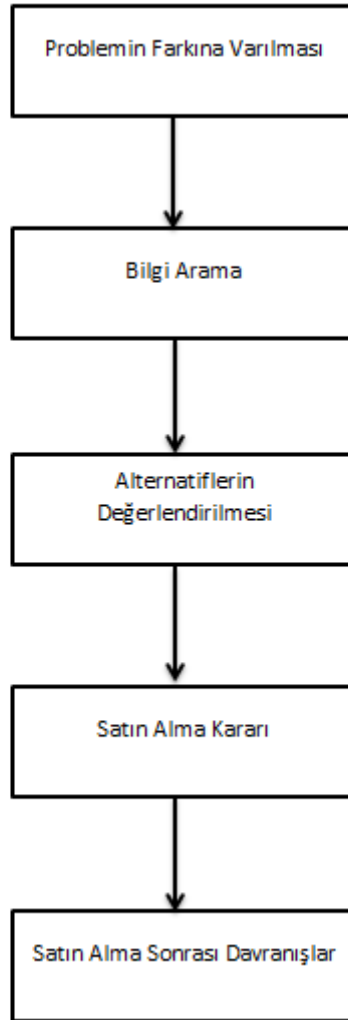 Problemin Farkına Varılması
Bilgi Arama
Alternatiflerin
Değerlendirilmesi
Satın Alma Kararı
Satın Alma Sonrası Davranışlar